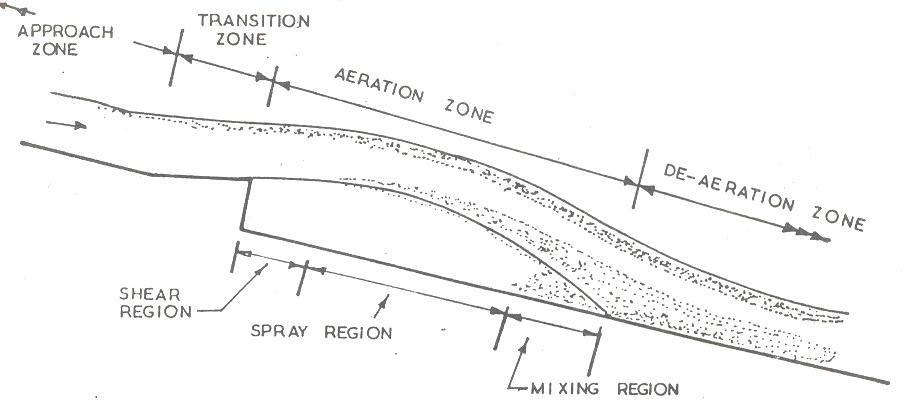 APPROACH
ZONE
TRANSITION
ZONE
AERATION ZONE
DE-AERATION ZONE
SHEAR
REGION
SPRAY REGION
MIXING REGION